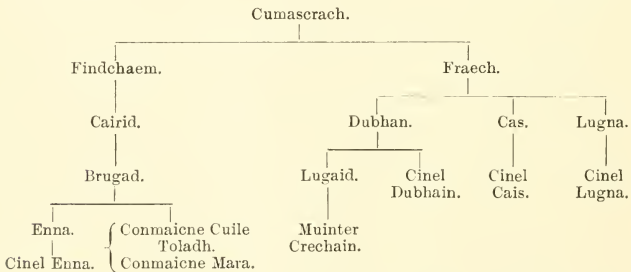 Cumascrach.
Findchaem. Fraech.
Cairid. Dubhan. Cas. Lugna.
Brugad. Lugaid. Cinel Dubhain. Cinel Cais. Cinel Lugna.
Enna. Conmaicne Cuile Toladh. Muinter Crechain.
Cinel Enna. Conmaicne Mara.